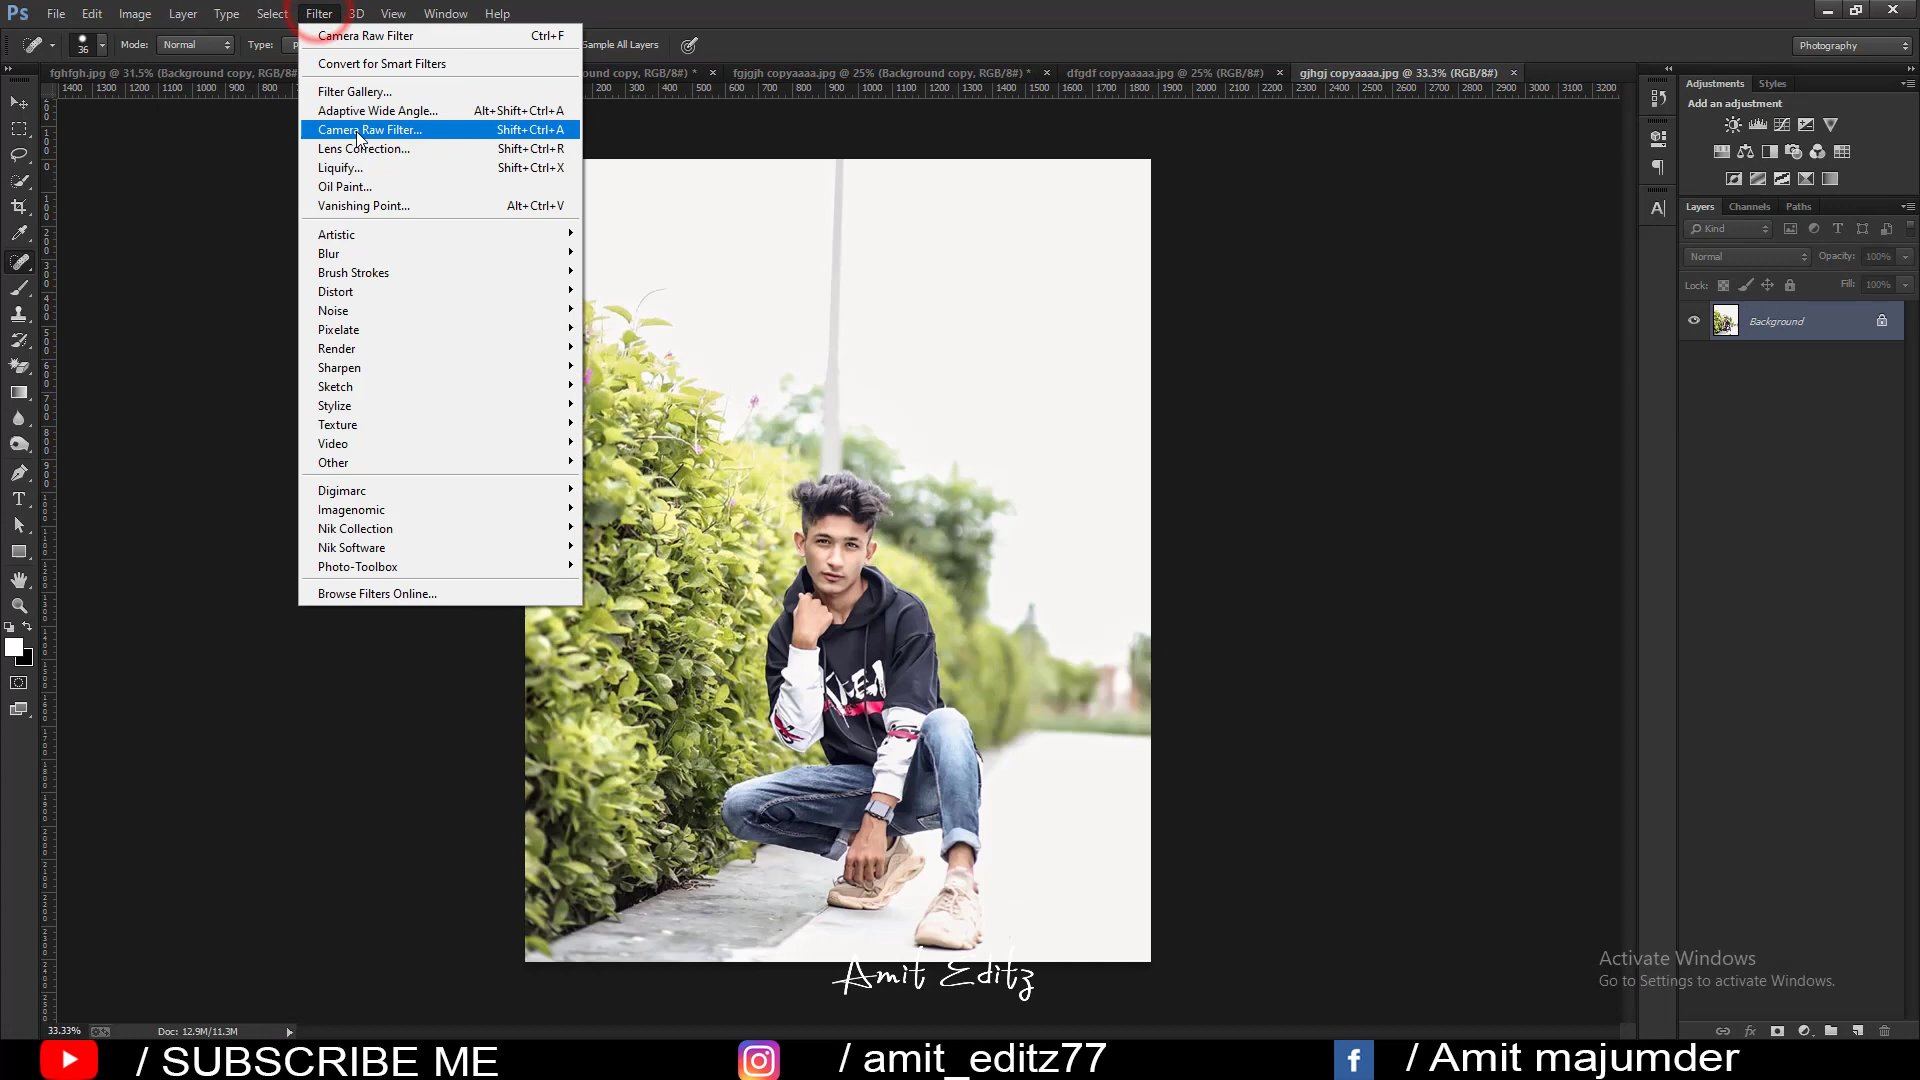 Ps File Edit Image Layer Type Select Filter 3D View Window Help
36 Mode: Normal Type: Sample All Layers Photography
fghfgh.jpg @ 31.5% (Background copy, RGB/8# ound copy, RGB/8#) * × fgjgjh copyaaaa.jpg @ 25% (Background copy, RGB/8#) * × dfgdf copyaaaa.jpg @ 25% (RGB/8#) × gjhgj copyaaaa.jpg @ 33.3% (RGB/8#) ×
1400 1300 1200 1100 1000 900 800 200 300 400 500 600 700 800 900 1000 1100 1200 1300 1400 1500 1600 1700 1800 1900 2000 2100 2200 2300 2400 2500 2600 2700 2800 2900 3000 3100 3200
Camera Raw Filter Ctrl+F
Convert for Smart Filters
Filter Gallery...
Adaptive Wide Angle... Alt+Shift+Ctrl+A
Camera Raw Filter... Shift+Ctrl+A
Lens Correction... Shift+Ctrl+R
Liquify... Shift+Ctrl+X
Oil Paint...
Vanishing Point... Alt+Ctrl+V
Artistic
Blur
Brush Strokes
Distort
Noise
Pixelate
Render
Sharpen
Sketch
Stylize
Texture
Video
Other
Digimarc
Imagenomic
Nik Collection
Nik Software
Photo-Toolbox
Browse Filters Online...
Adjustments Styles
Add an adjustment
Layers Channels Paths
Kind
Normal Opacity: 100%
Lock: Fill: 100%
Background
Amit Editz
Activate Windows
Go to Settings to activate Windows.
33.33% Doc: 12.9M/11.3M
/ SUBSCRIBE ME / amit_editz77 / Amit majumder